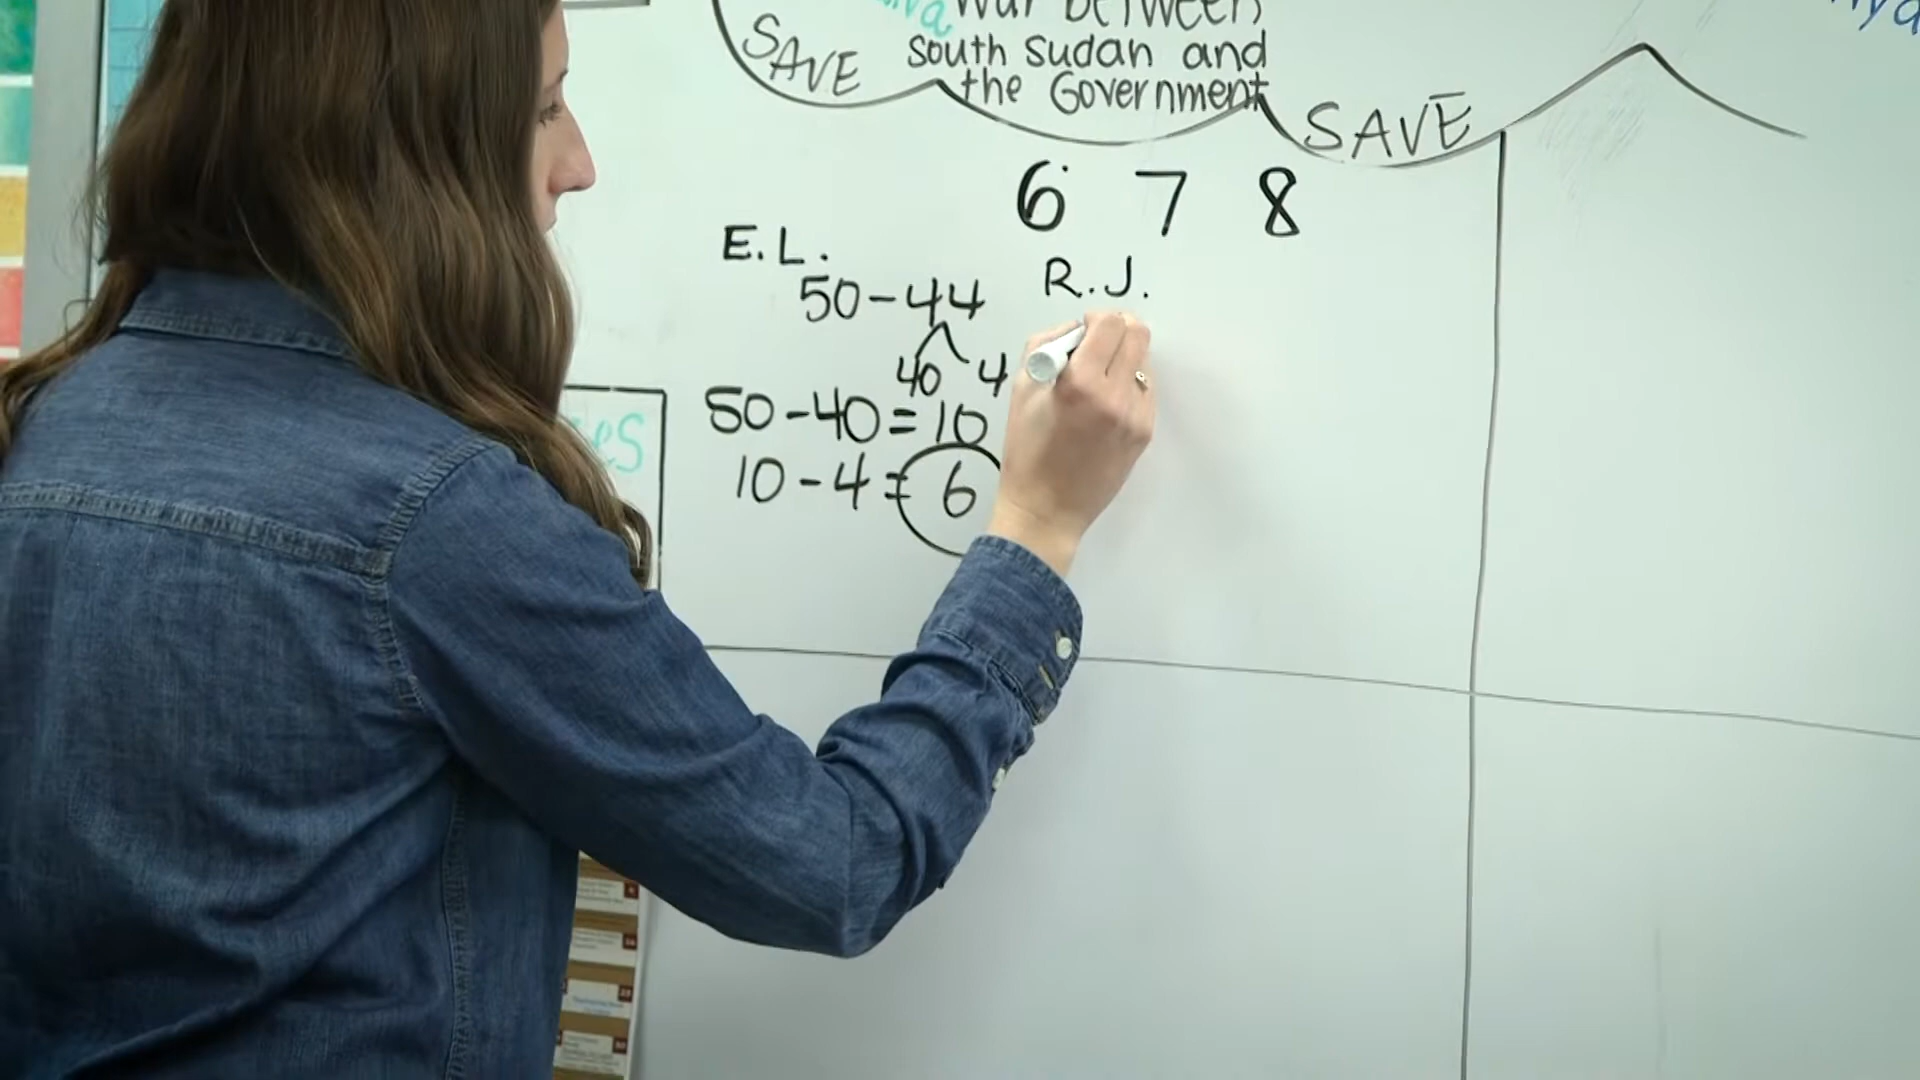 war between
south sudan and
the Government
SAVE
SAVE
6 7 8
E.L.
50-44
40 4
50-40=10
10-4=6
R.J.